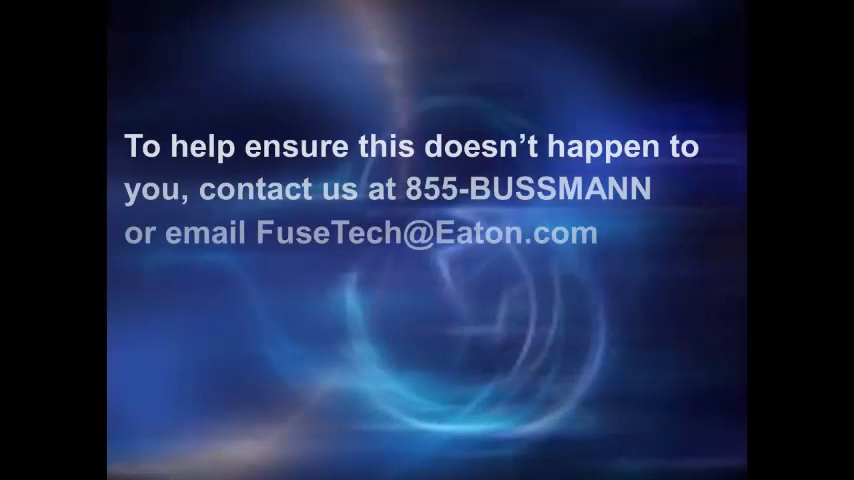 To help ensure this doesn’t happen to
you, contact us at 855-BUSSMANN
or email FuseTech@Eaton.com